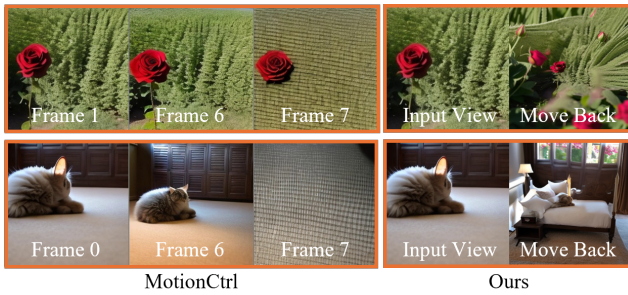 Frame 1 Frame 6 Frame 7 Input View Move Back
Frame 0 Frame 6 Frame 7 Input View Move Back
MotionCtrl Ours